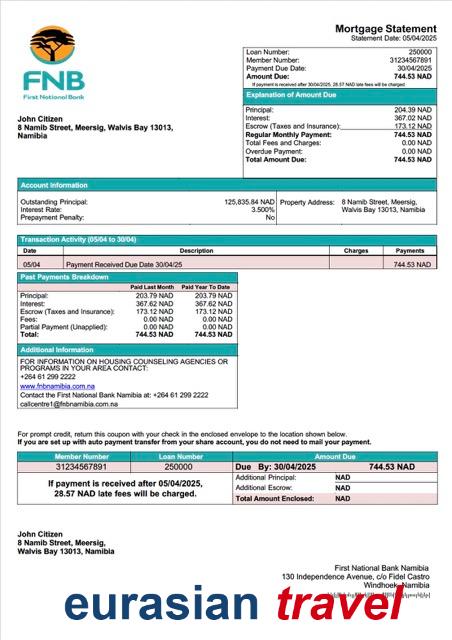 Mortgage Statement
Statement Date: 05/04/2025
FNB
First National Bank
Loan Number: 250000
Member Number: 31234567891
Payment Due Date: 30/04/2025
Amount Due: 744.53 NAD
If payment is received after 30/04/2025, 28.57 NAD late fees will be charged.
Explanation of Amount Due
Principal: 204.39 NAD
Interest: 367.02 NAD
Escrow (Taxes and Insurance): 173.12 NAD
Regular Monthly Payment: 744.53 NAD
Total Fees and Charges: 0.00 NAD
Overdue Payment: 0.00 NAD
Total Amount Due: 744.53 NAD
John Citizen
8 Namib Street, Meersig, Walvis Bay 13013,
Namibia
Account Information
Outstanding Principal: 125,835.84 NAD
Interest Rate: 3.500%
Prepayment Penalty: No
Property Address: 8 Namib Street, Meersig,
Walvis Bay 13013, Namibia
Transaction Activity (05/04 to 30/04)
Date Description Charges Payments
05/04 Payment Received Due Date 30/04/25 744.53 NAD
Past Payments Breakdown
Paid Last Month Paid Year To Date
Principal: 203.79 NAD 203.79 NAD
Interest: 367.62 NAD 367.62 NAD
Escrow (Taxes and Insurance): 173.12 NAD 173.12 NAD
Fees: 0.00 NAD 0.00 NAD
Partial Payment (Unapplied): 0.00 NAD 0.00 NAD
Total: 744.53 NAD 744.53 NAD
Additional Information
FOR INFORMATION ON HOUSING COUNSELING AGENCIES OR
PROGRAMS IN YOUR AREA CONTACT:
+264 61 299 2222
www.fnbnamibia.com.na
Contact the First National Bank Namibia at: +264 61 299 2222
callcentre1@fnbnamibia.com.na
For prompt credit, return this coupon with your check in the enclosed envelope to the location shown below.
If you are set up with auto payment transfer from your share account, you do not need to mail your payment.
Member Number Loan Number Amount Due
31234567891 250000 Due By: 30/04/2025 744.53 NAD
If payment is received after 05/04/2025,
28.57 NAD late fees will be charged.
Additional Principal: NAD
Additional Escrow: NAD
Total Amount Enclosed: NAD
John Citizen
8 Namib Street, Meersig,
Walvis Bay 13013, Namibia
First National Bank Namibia
130 Independence Avenue, c/o Fidel Castro
Windhoek, Namibia
eurasian travel